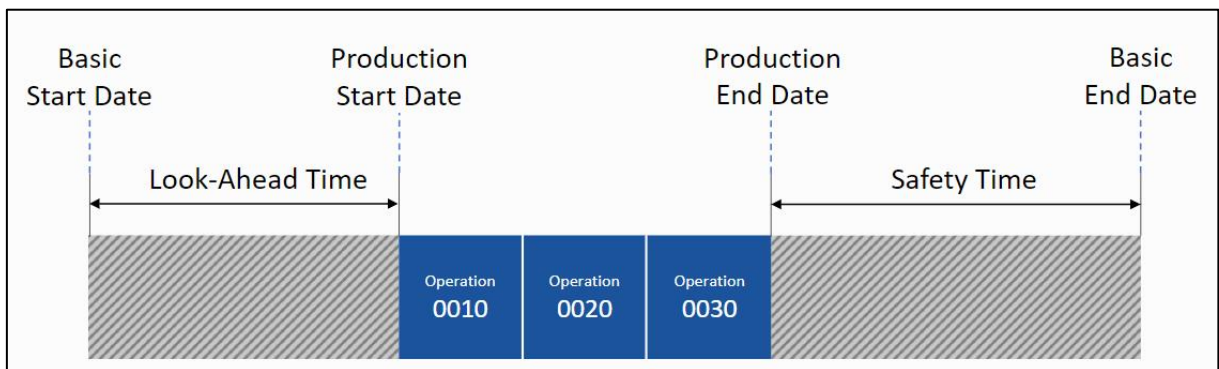 Basic
Start Date
Production
Start Date
Production
End Date
Basic
End Date
Look-Ahead Time
Safety Time
Operation
0010
Operation
0020
Operation
0030